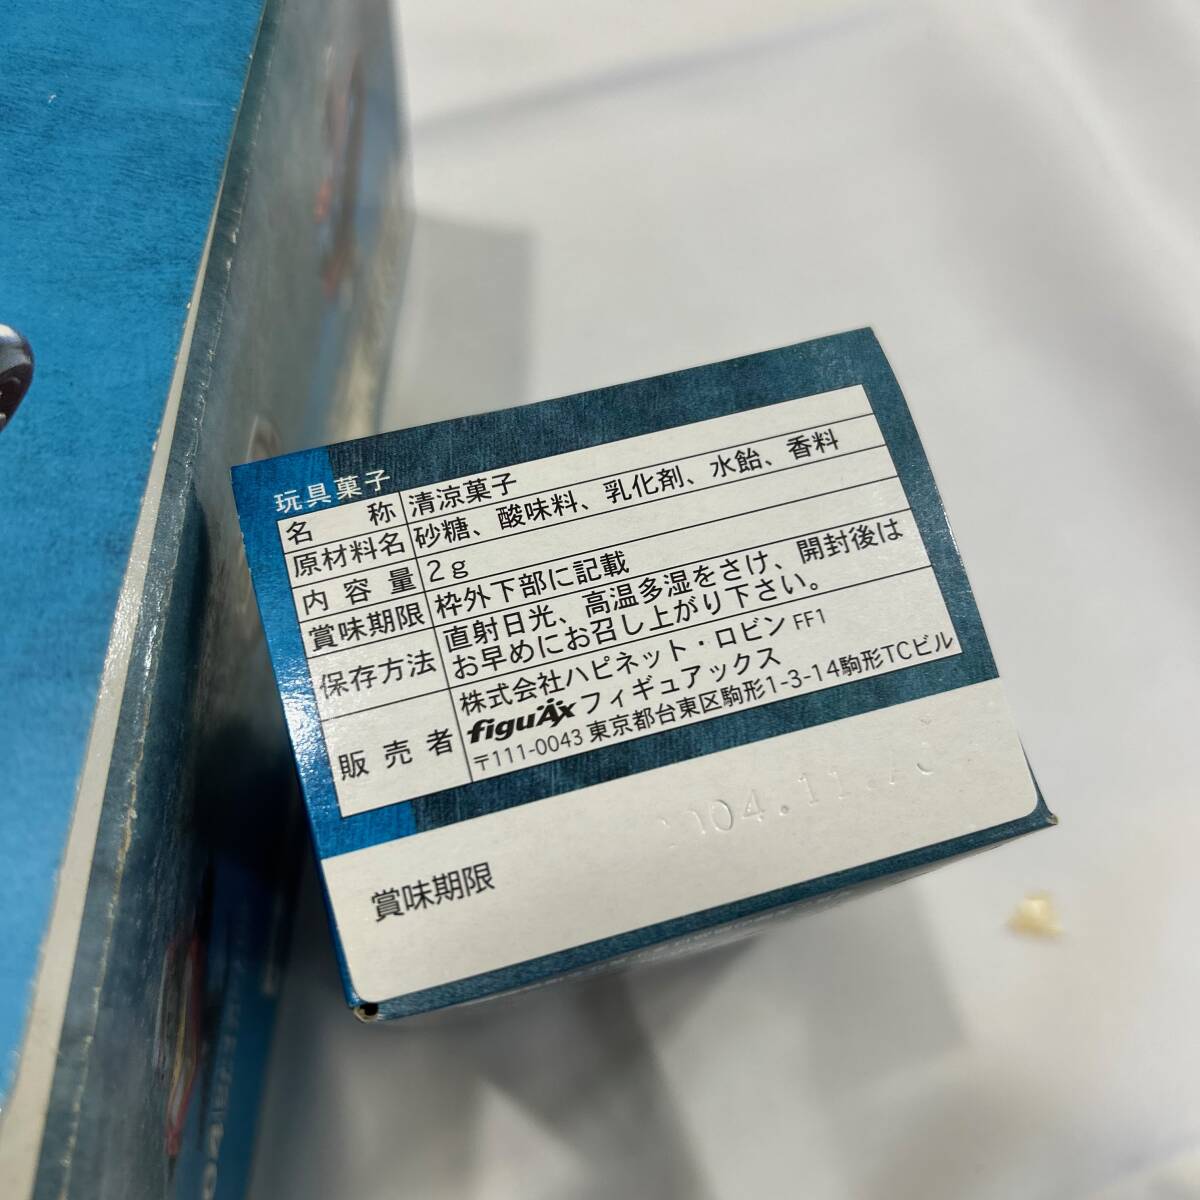 玩具菓子
名称 清涼菓子
原材料名 砂糖、酸味料、乳化剤、水飴、香料
内容量 2g
賞味期限 枠外下部に記載
保存方法 直射日光、高温多湿をさけ、開封後は
お早めにお召し上がり下さい。
販売者 株式会社ハピネット・ロビン FF1
figuAx フィギュアックス
〒111-0043 東京都台東区駒形1-3-14駒形TCビル
賞味期限